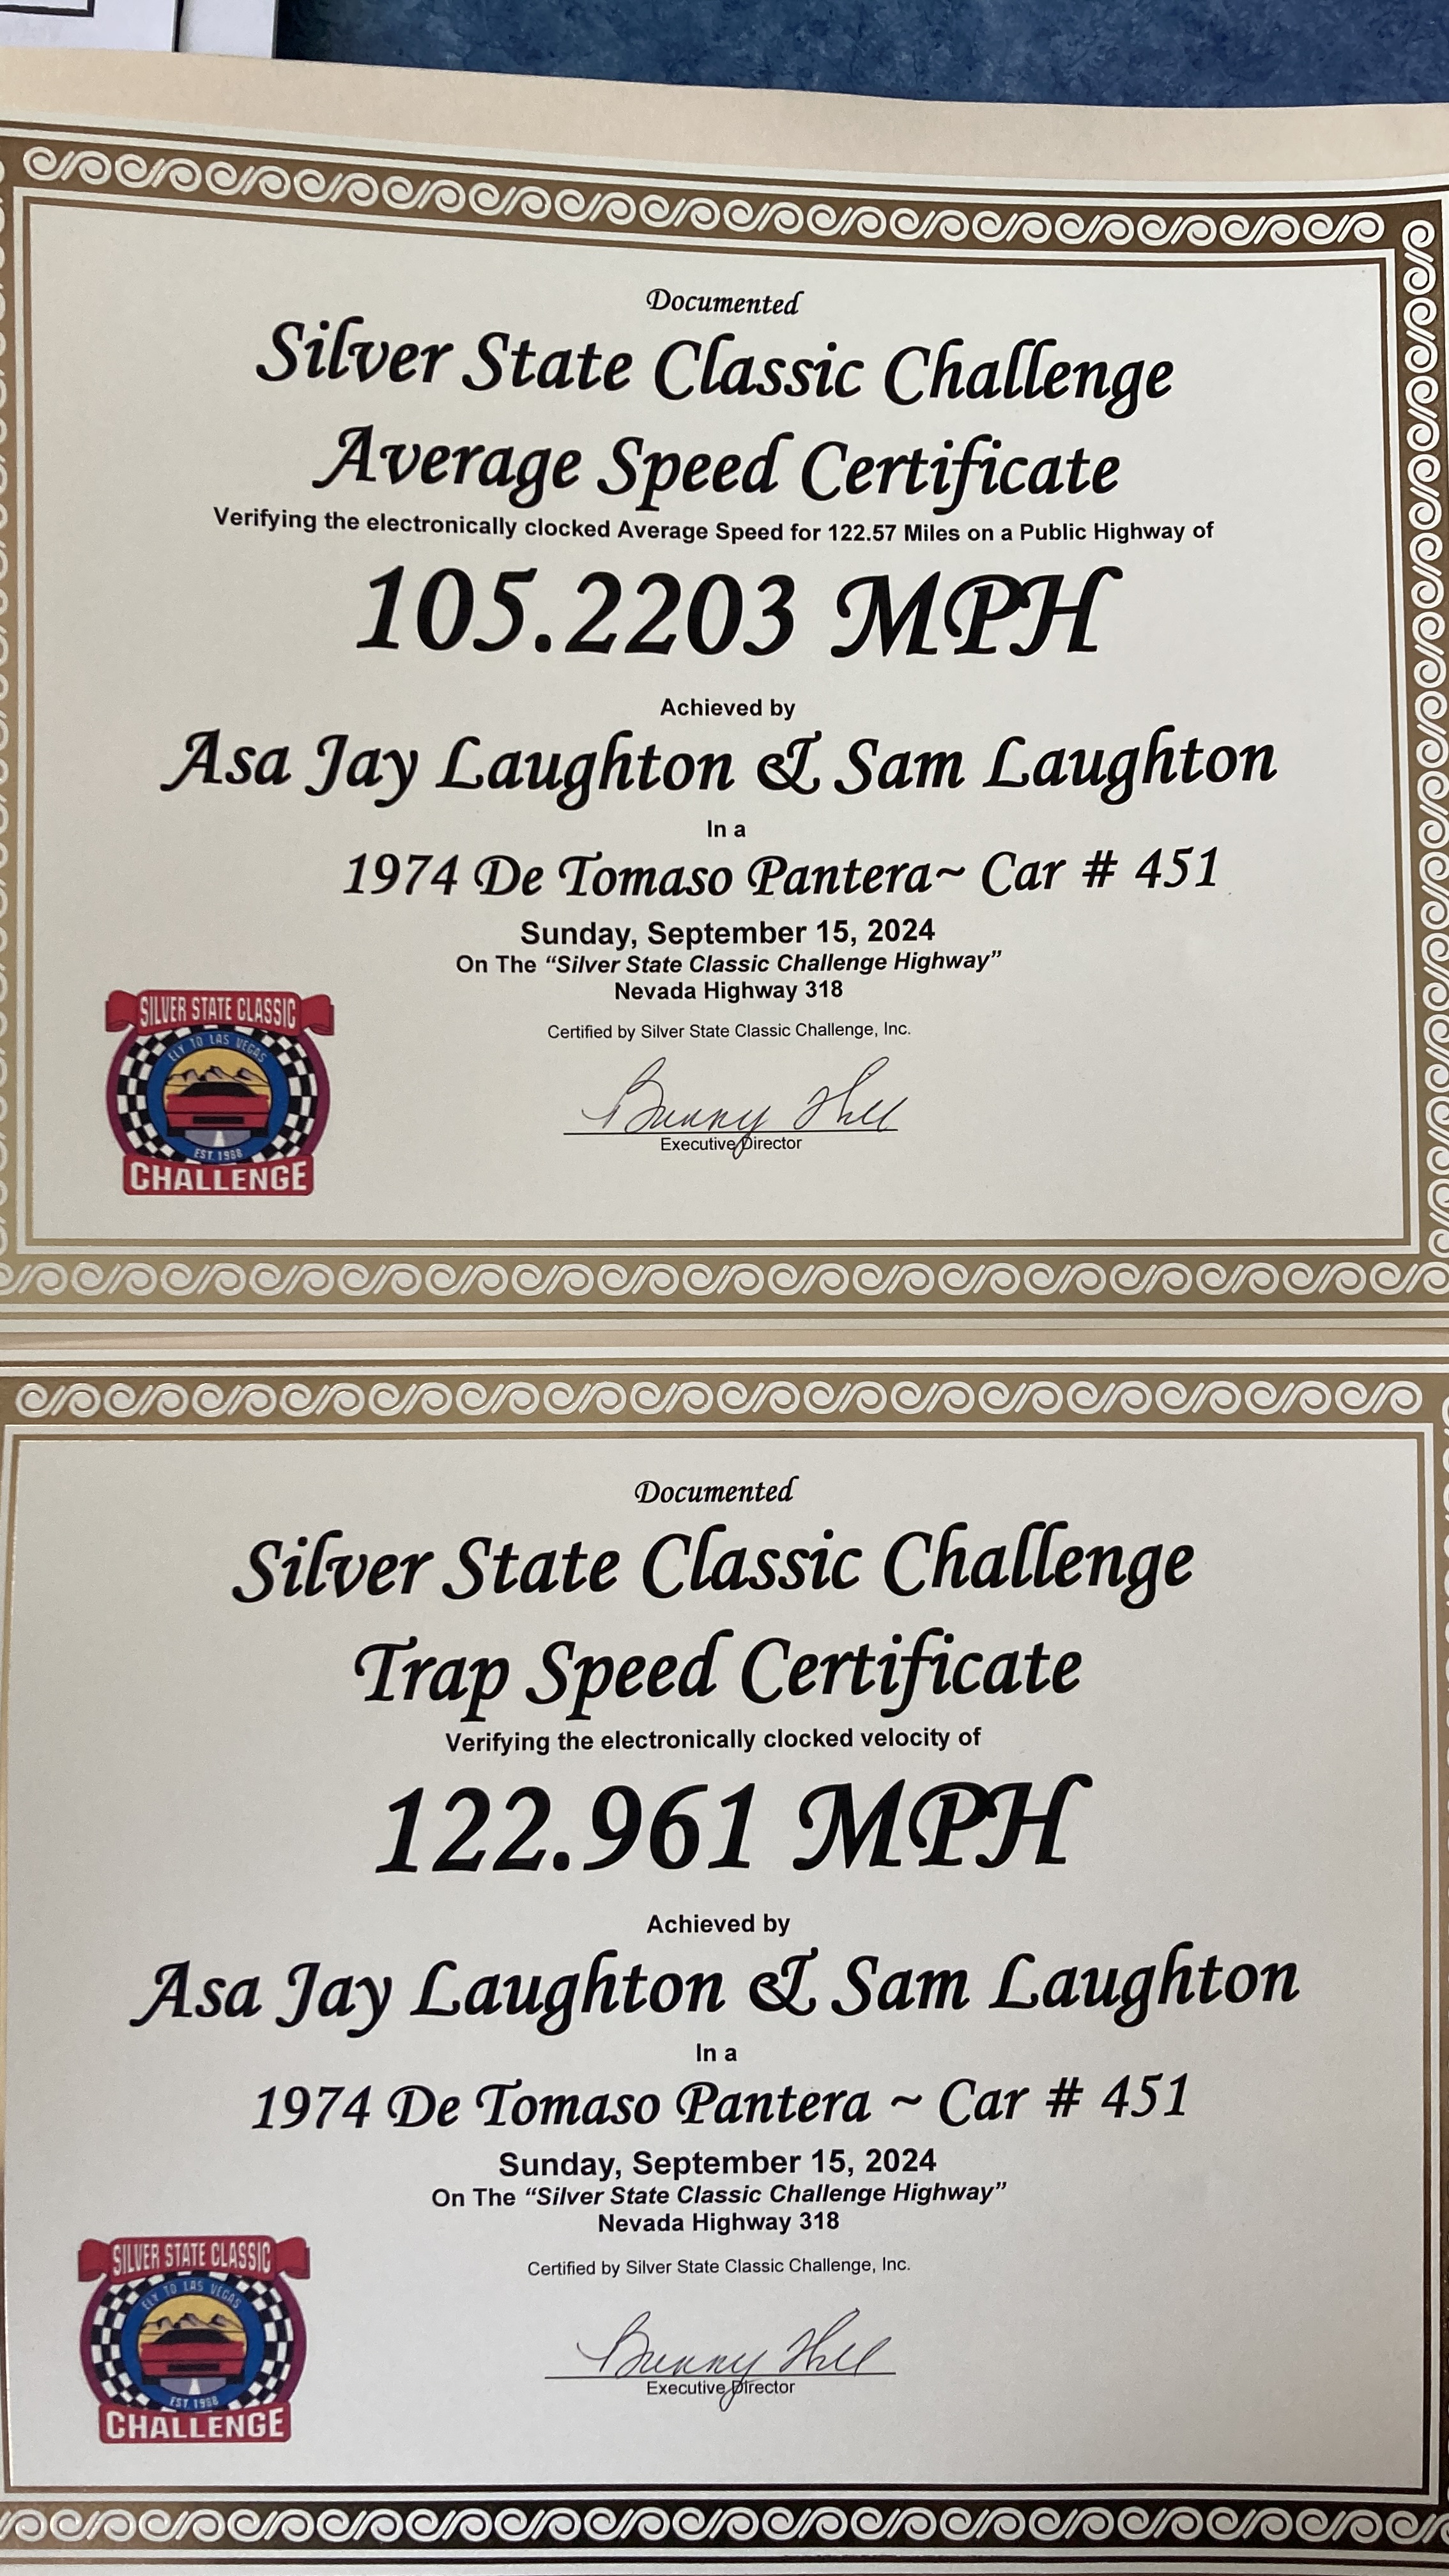 Documented
Silver State Classic Challenge
Average Speed Certificate
Verifying the electronically clocked Average Speed for 122.57 Miles on a Public Highway of
105.2203 MPH
Achieved by
Asa Jay Laughton & Sam Laughton
In a
1974 De Tomaso Pantera~ Car # 451
Sunday, September 15, 2024
On The “Silver State Classic Challenge Highway”
Nevada Highway 318
Certified by Silver State Classic Challenge, Inc.
Bunny Hill
Executive Director
SILVER STATE CLASSIC
ELY TO LAS VEGAS
EST. 1988
CHALLENGE
Documented
Silver State Classic Challenge
Trap Speed Certificate
Verifying the electronically clocked velocity of
122.961 MPH
Achieved by
Asa Jay Laughton & Sam Laughton
In a
1974 De Tomaso Pantera ~ Car # 451
Sunday, September 15, 2024
On The “Silver State Classic Challenge Highway”
Nevada Highway 318
Certified by Silver State Classic Challenge, Inc.
Bunny Hill
Executive Director
SILVER STATE CLASSIC
ELY TO LAS VEGAS
EST. 1988
CHALLENGE